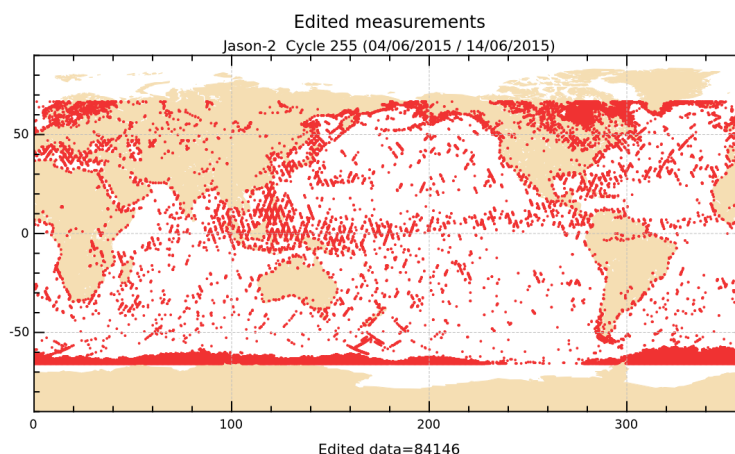 Edited measurements
Jason-2 Cycle 255 (04/06/2015 / 14/06/2015)
50
0
-50
0 100 200 300
Edited data=84146